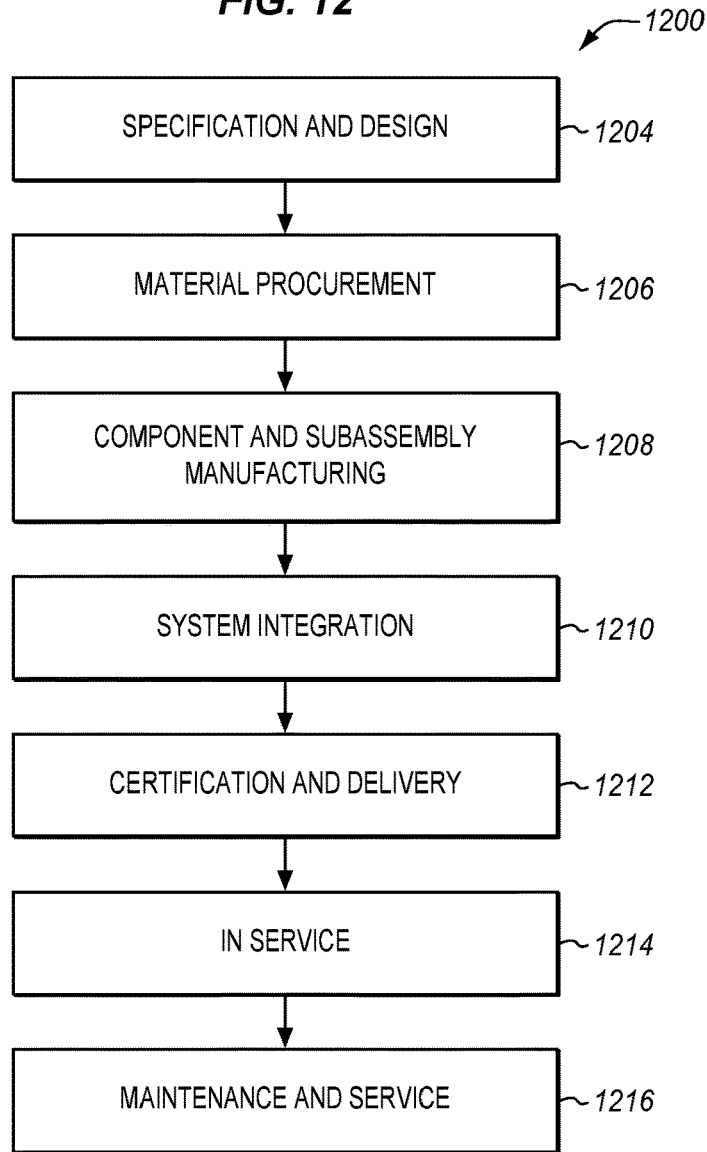 FIG. 12
1200
SPECIFICATION AND DESIGN
1204
MATERIAL PROCUREMENT
1206
COMPONENT AND SUBASSEMBLY
MANUFACTURING
1208
SYSTEM INTEGRATION
1210
CERTIFICATION AND DELIVERY
1212
IN SERVICE
1214
MAINTENANCE AND SERVICE
1216